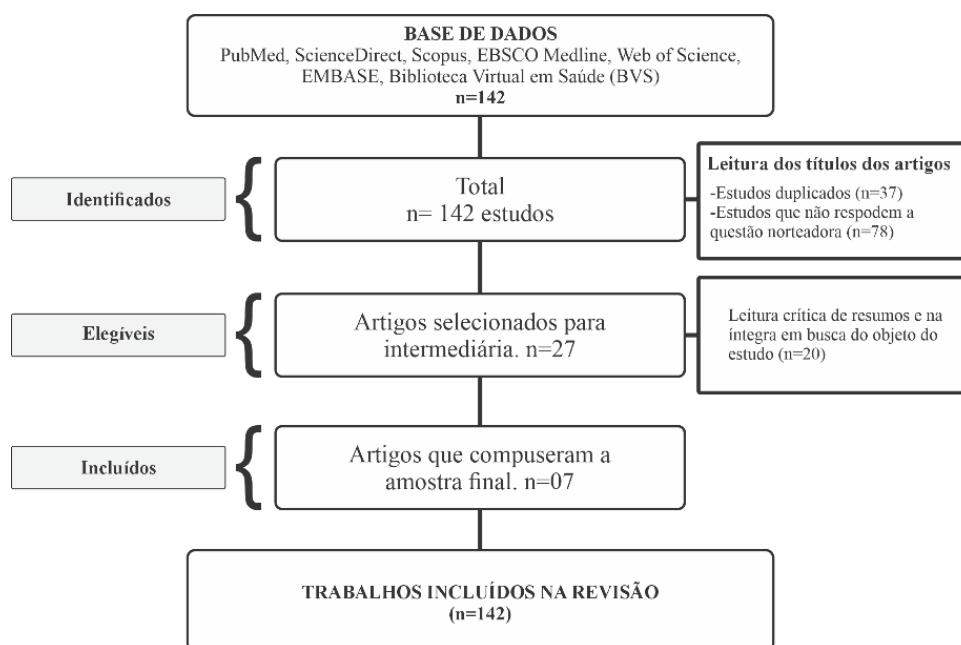 BASE DE DADOS
PubMed, ScienceDirect, Scopus, EBSCO Medline, Web of Science,
EMBASE, Biblioteca Virtual em Saúde (BVS)
n=142
Identificados
Total
n= 142 estudos
Leitura dos títulos dos artigos
-Estudos duplicados (n=37)
-Estudos que não respodem a
questão norteadora (n=78)
Elegíveis
Artigos selecionados para
intermediária. n=27
Leitura crítica de resumos e na
íntegra em busca do objeto do
estudo (n=20)
Incluídos
Artigos que compuseram a
amostra final. n=07
TRABALHOS INCLUÍDOS NA REVISÃO
(n=142)